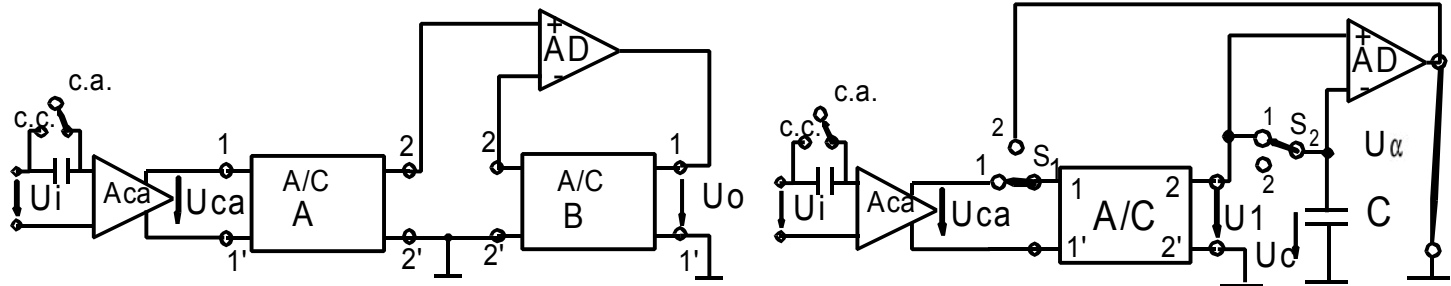 c.a.
c.c.
Ui
Aca
Uca
1
1'
A/C
A
2
2'
+
AD
-
2
2'
A/C
B
1
1'
Uo
c.a.
c.c.
Ui
Aca
Uca
2
1
S1
1
1'
A/C
2
2'
U1
1
S2
2
Uc
C
+
AD
-
Uα